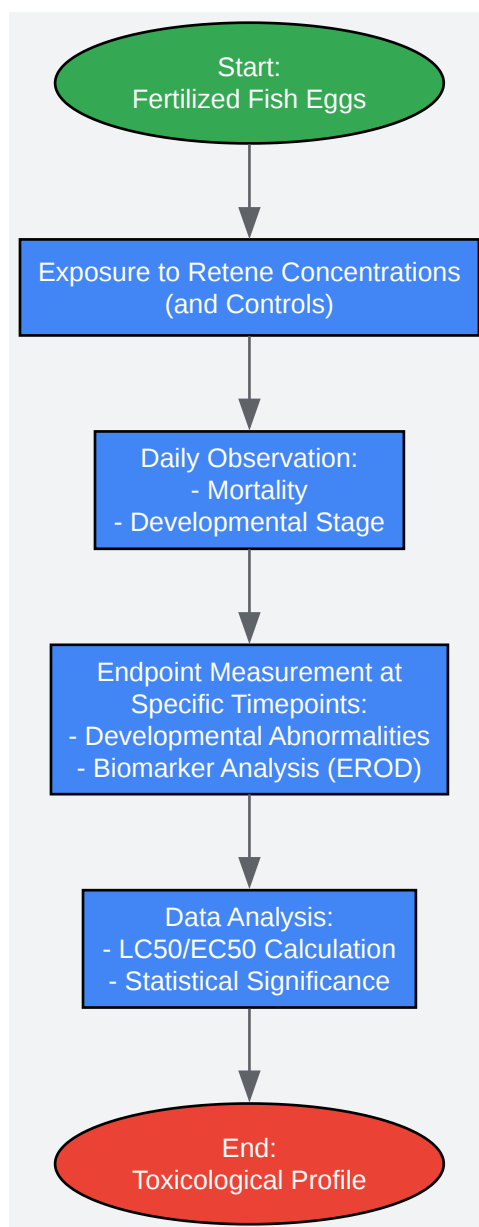 Start:
Fertilized Fish Eggs
Exposure to Retene Concentrations
(and Controls)
Daily Observation:
- Mortality
- Developmental Stage
Endpoint Measurement at
Specific Timepoints:
- Developmental Abnormalities
- Biomarker Analysis (EROD)
Data Analysis:
- LC50/EC50 Calculation
- Statistical Significance
End:
Toxicological Profile